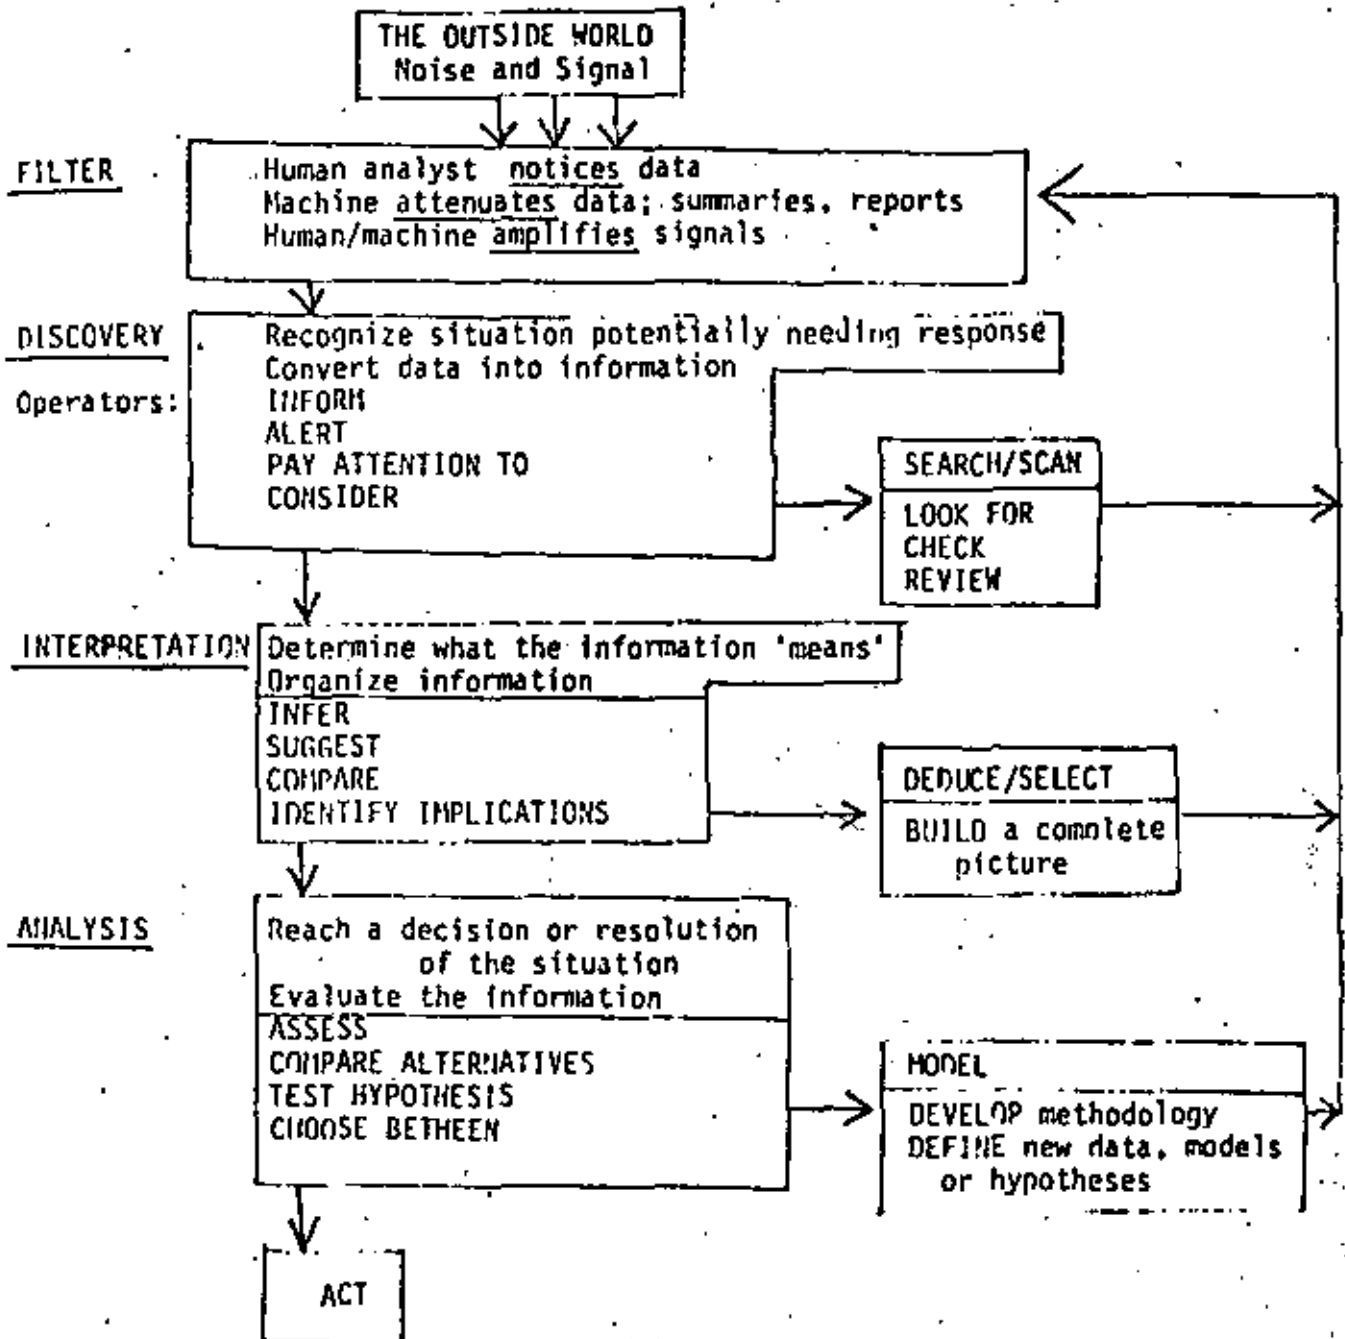 THE OUTSIDE WORLD
Noise and Signal
FILTER
Human analyst notices data
Machine attenuates data; summaries, reports
Human/machine amplifies signals
DISCOVERY
Recognize situation potentially needing response
Convert data into information
Operators:
INFORM
ALERT
PAY ATTENTION TO
CONSIDER
SEARCH/SCAN
LOOK FOR
CHECK
REVIEW
INTERPRETATION
Determine what the information 'means'
Organize information
INFER
SUGGEST
COMPARE
IDENTIFY IMPLICATIONS
DEDUCE/SELECT
BUILD a complete
picture
ANALYSIS
Reach a decision or resolution
of the situation
Evaluate the information
ASSESS
COMPARE ALTERNATIVES
TEST HYPOTHESIS
CHOOSE BETWEEN
MODEL
DEVELOP methodology
DEFINE new data, models
or hypotheses
ACT